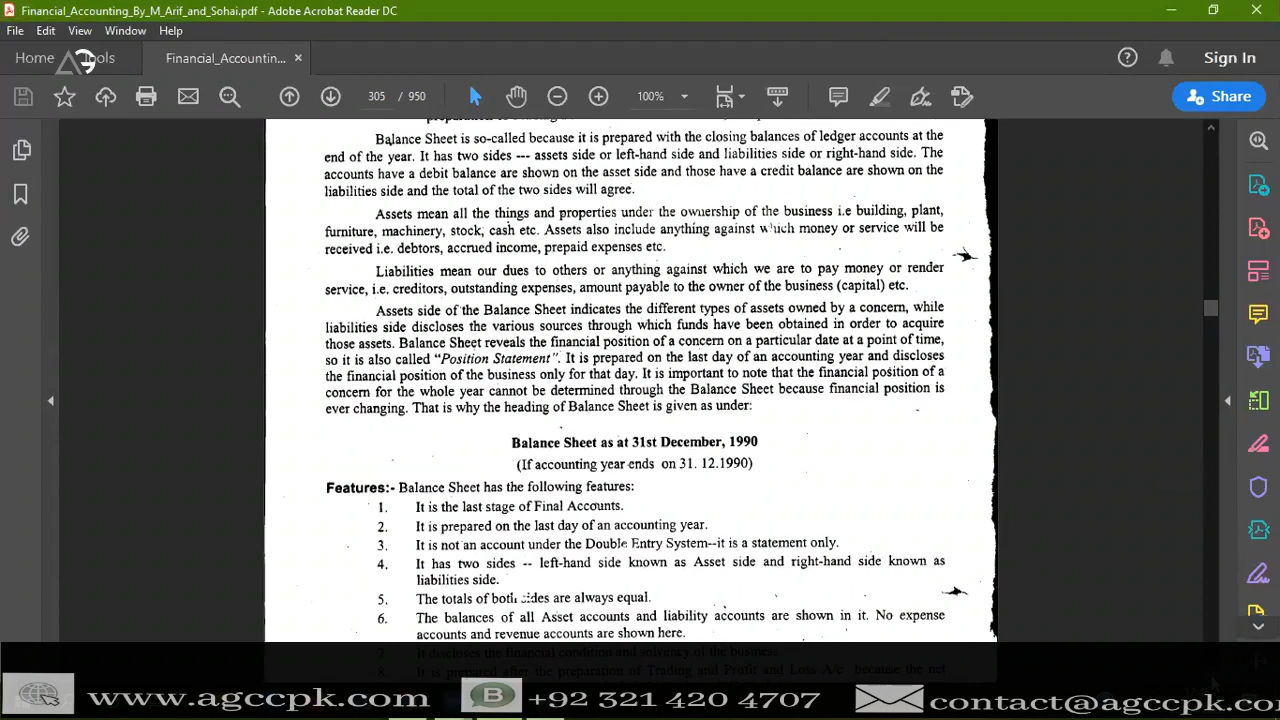 Financial_Accounting_By_M_Arif_and_Sohai.pdf - Adobe Acrobat Reader DC
File Edit View Window Help
Home Tools Financial_Accountin... ×
Sign In
305 / 950
100%
Share
Balance Sheet is so-called because it is prepared with the closing balances of ledger accounts at the
end of the year. It has two sides --- assets side or left-hand side and liabilities side or right-hand side. The
accounts have a debit balance are shown on the asset side and those have a credit balance are shown on the
liabilities side and the total of the two sides will agree.
Assets mean all the things and properties under the ownership of the business i.e building, plant,
furniture, machinery, stock, cash etc. Assets also include anything against which money or service will be
received i.e. debtors, accrued income, prepaid expenses etc.
Liabilities mean our dues to others or anything against which we are to pay money or render
service, i.e. creditors, outstanding expenses, amount payable to the owner of the business (capital) etc.
Assets side of the Balance Sheet indicates the different types of assets owned by a concern, while
liabilities side discloses the various sources through which funds have been obtained in order to acquire
those assets. Balance Sheet reveals the financial position of a concern on a particular date at a point of time,
so it is also called "Position Statement". It is prepared on the last day of an accounting year and discloses
the financial position of the business only for that day. It is important to note that the financial position of a
concern for the whole year cannot be determined through the Balance Sheet because financial position is
ever changing. That is why the heading of Balance Sheet is given as under:
Balance Sheet as at 31st December, 1990
(If accounting year ends on 31. 12.1990)
Features:- Balance Sheet has the following features:
1. It is the last stage of Final Accounts.
2. It is prepared on the last day of an accounting year.
3. It is not an account under the Double Entry System--it is a statement only.
4. It has two sides -- left-hand side known as Asset side and right-hand side known as
liabilities side.
5. The totals of both sides are always equal.
6. The balances of all Asset accounts and liability accounts are shown in it. No expense
accounts and revenue accounts are shown here.
7. It discloses the financial condition and solvency of the business.
8. It is prepared after the preparation of Trading and Profit and Loss A/c because the net
www.agccpk.com +92 321 420 4707 contact@agccpk.co